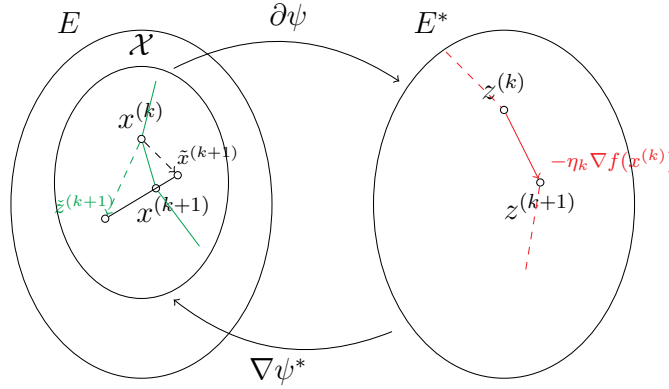 E
∂ψ
E*
𝒳
x^(k)
z^(k)
x̃^(k+1)
−η_k∇f(x^(k))
z̃^(k+1)
x^(k+1)
z^(k+1)
∇ψ*